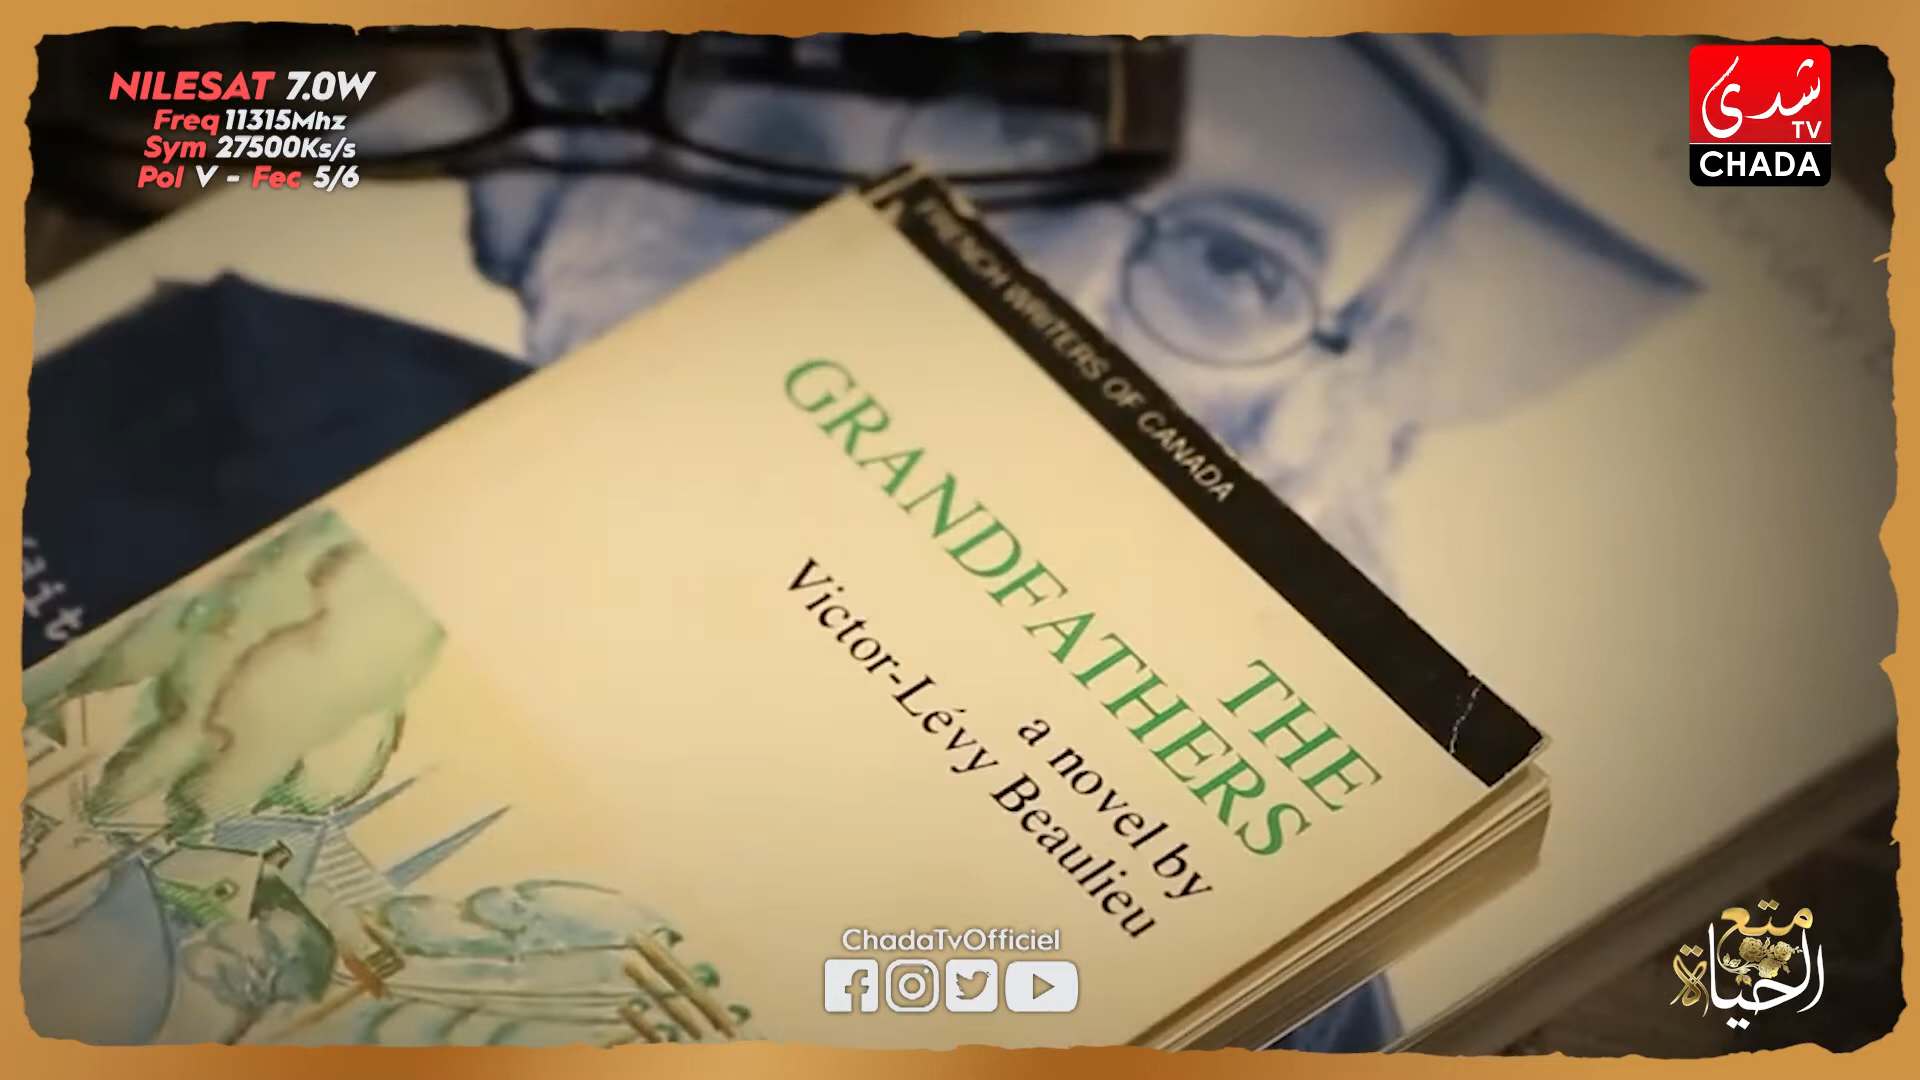 NILESAT 7.0W
Freq 11315Mhz
Sym 27500Ks/s
Pol V - Fec 5/6
شدى
TV
CHADA
FRENCH WRITERS OF CANADA
THE
GRANDFATHERS
a novel by
Victor-Lévy Beaulieu
ait
ChadaTvOfficiel
متع
الحياة